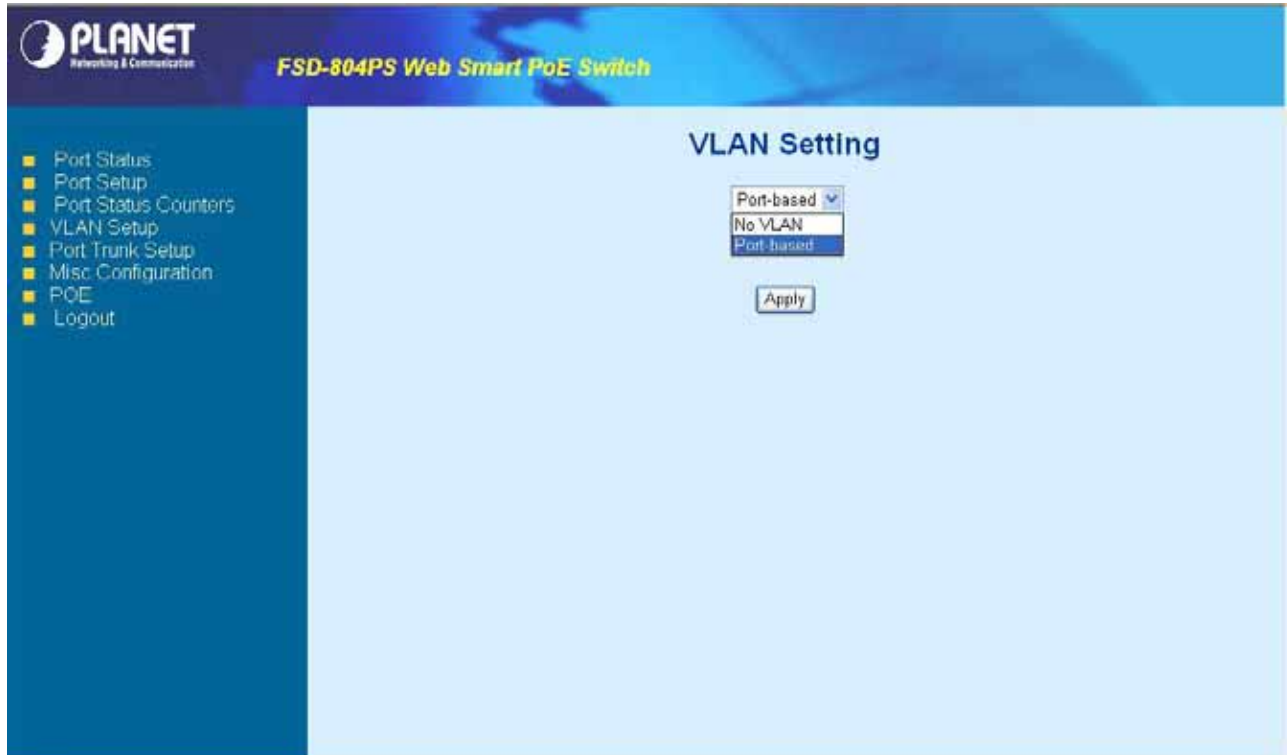 PLANET
Networking & Communication
FSD-804PS Web Smart PoE Switch
Port Status
Port Setup
Port Status Counters
VLAN Setup
Port Trunk Setup
Misc Configuration
POE
Logout
VLAN Setting
Port-based
No VLAN
Port-based
Apply